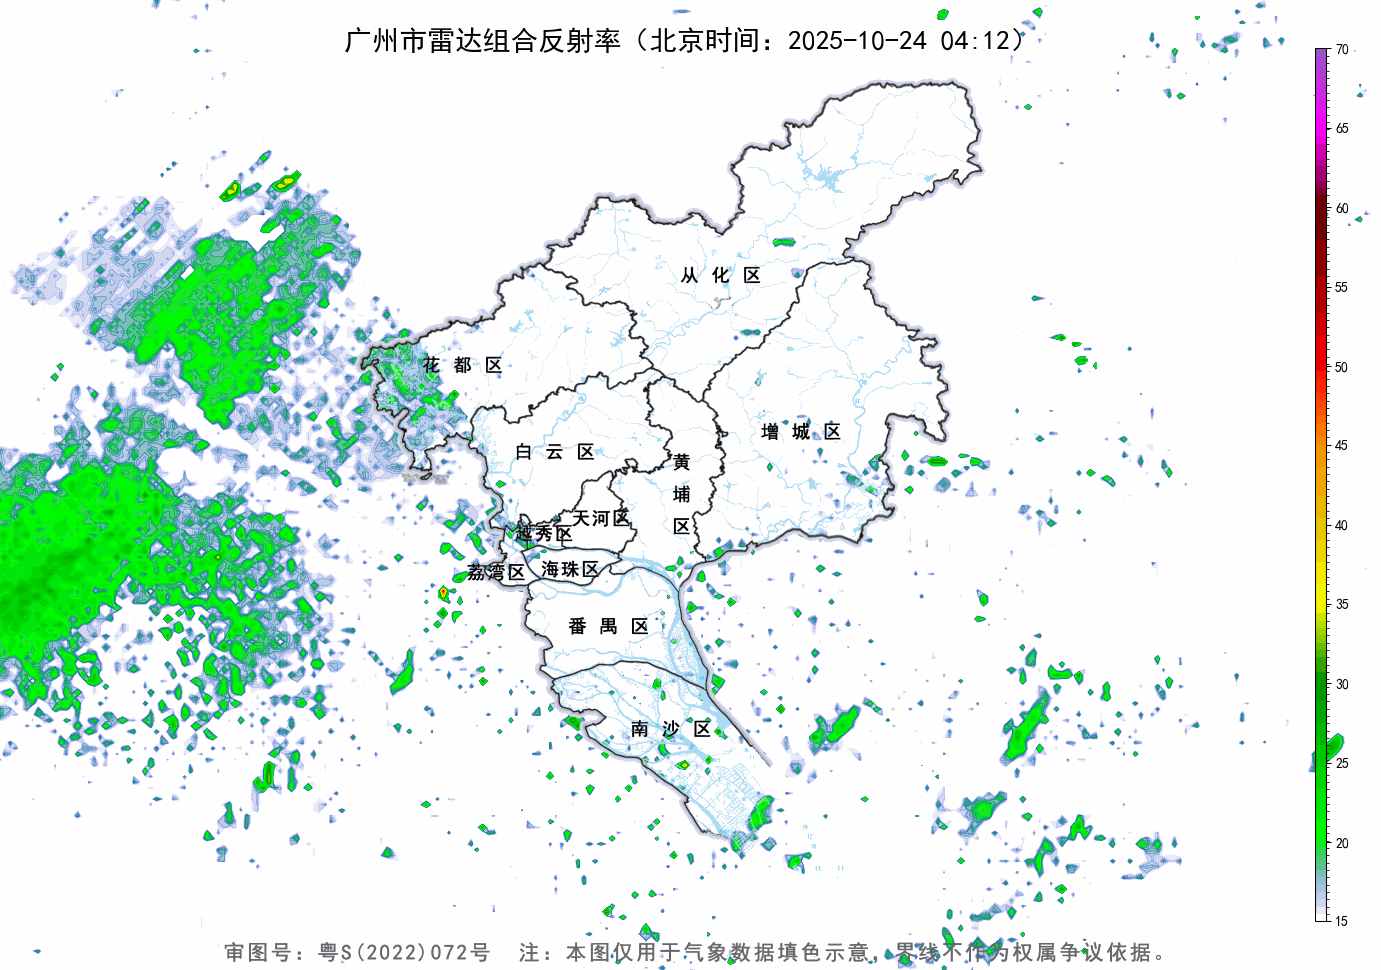 广州市雷达组合反射率（北京时间：2025-10-24 04:12）
70
65
60
55
50
45
40
35
30
25
20
15
从 化 区
花 都 区
增 城 区
白 云 区
黄
埔
区
天河区
越秀区
荔湾区
海珠区
番 禺 区
南 沙 区
审图号：粤S(2022)072号 注：本图仅用于气象数据填色示意，界线不作为权属争议依据。